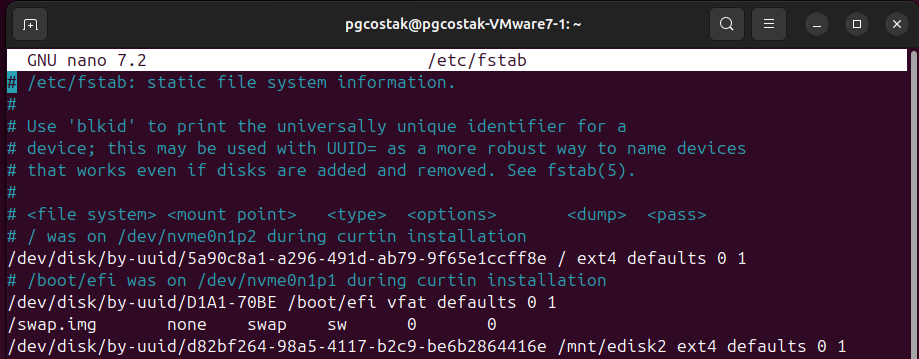 pgcostak@pgcostak-VMware7-1: ~
GNU nano 7.2 /etc/fstab
# /etc/fstab: static file system information.
#
# Use 'blkid' to print the universally unique identifier for a
# device; this may be used with UUID= as a more robust way to name devices
# that works even if disks are added and removed. See fstab(5).
#
# <file system> <mount point>   <type>  <options>       <dump>  <pass>
# / was on /dev/nvme0n1p2 during curtin installation
/dev/disk/by-uuid/5a90c8a1-a296-491d-ab79-9f65e1ccff8e / ext4 defaults 0 1
# /boot/efi was on /dev/nvme0n1p1 during curtin installation
/dev/disk/by-uuid/D1A1-70BE /boot/efi vfat defaults 0 1
/swap.img       none    swap    sw      0       0
/dev/disk/by-uuid/d82bf264-98a5-4117-b2c9-be6b2864416e /mnt/edisk2 ext4 defaults 0 1